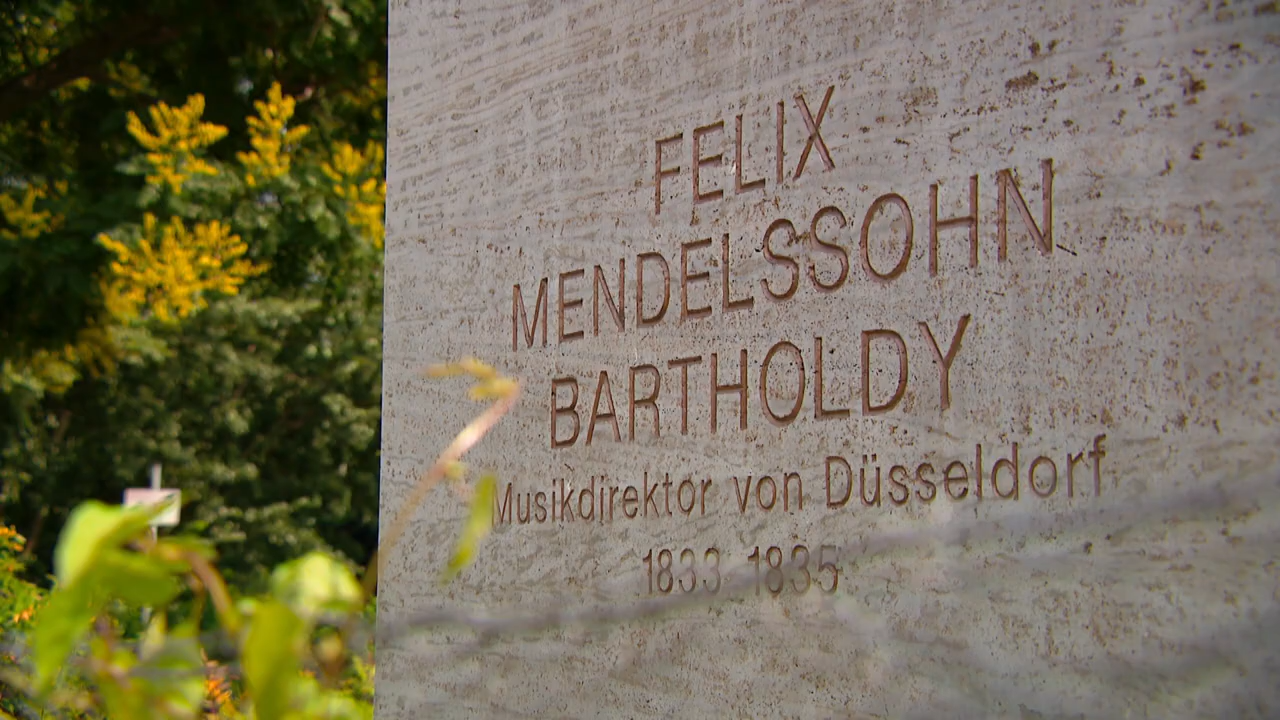 FELIX
MENDELSSOHN
BARTHOLDY
Musikdirektor von Düsseldorf
1833 1835